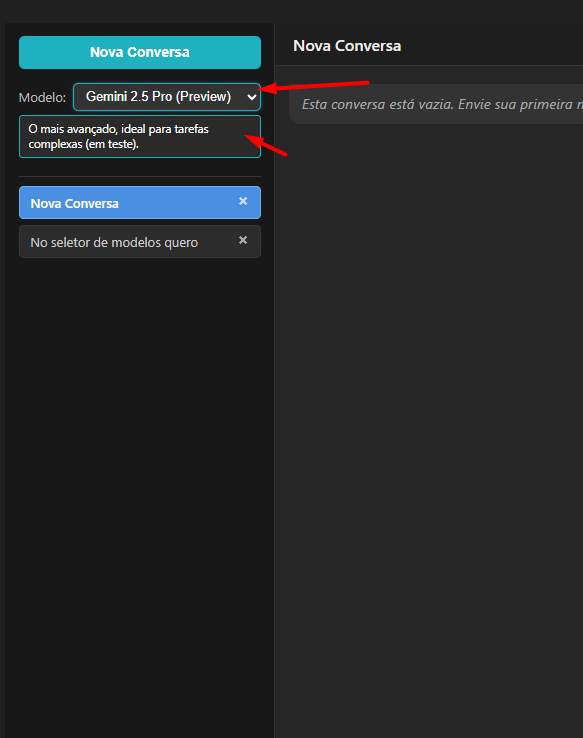 Nova Conversa
Nova Conversa
Modelo: Gemini 2.5 Pro (Preview)
O mais avançado, ideal para tarefas
complexas (em teste).
Nova Conversa ×
No seletor de modelos quero ×
Esta conversa está vazia. Envie sua primeira